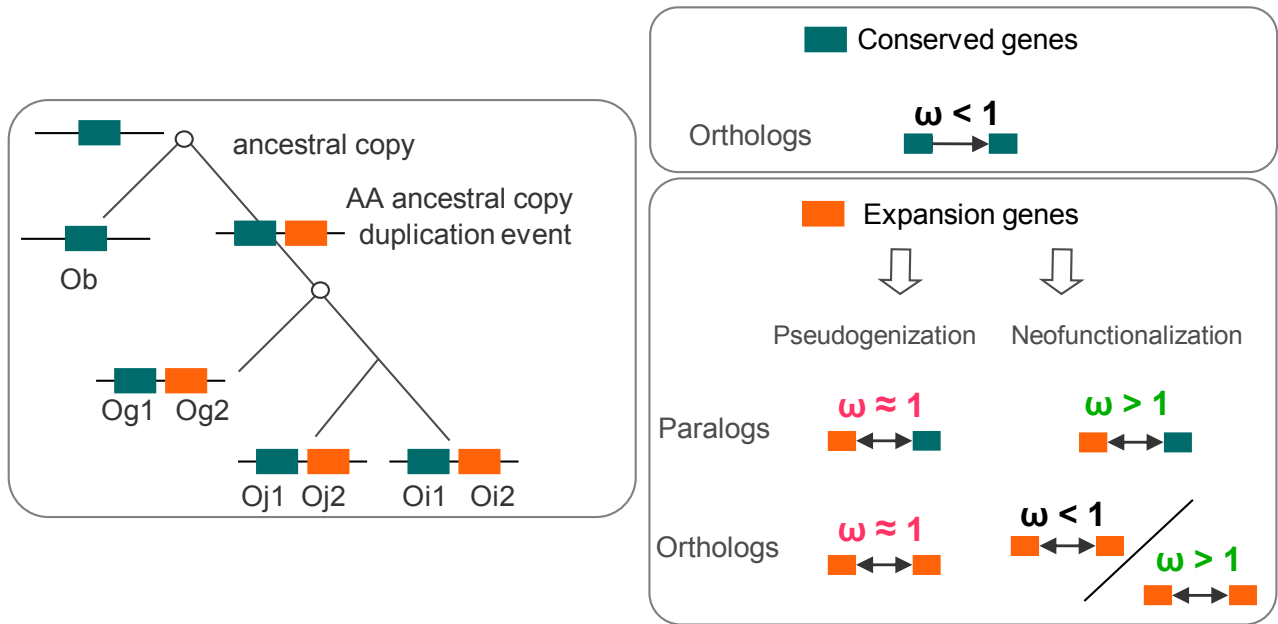 ancestral copy
AA ancestral copy
duplication event
Ob
Og1 Og2
Oj1 Oj2 Oi1 Oi2
Conserved genes
ω < 1
Orthologs
Expansion genes
Pseudogenization Neofunctionalization
ω ≈ 1 ω > 1
Paralogs
ω ≈ 1 ω < 1
Orthologs
ω > 1